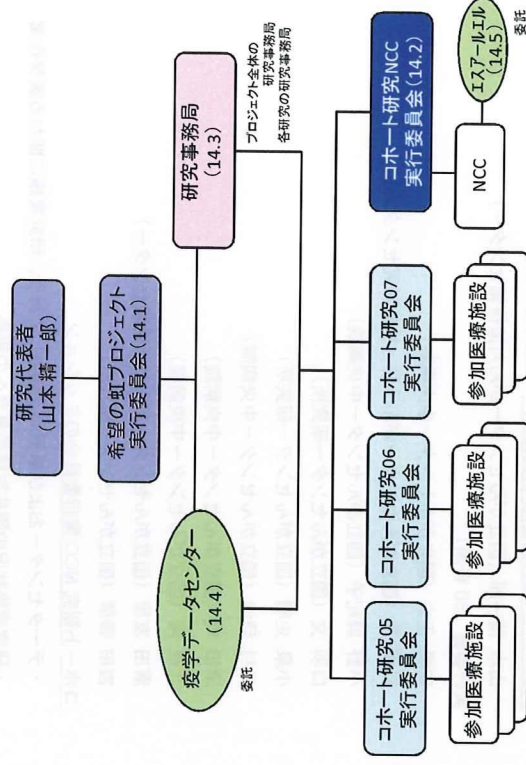 研究代表者
(山本精一郎)
希望の虹プロジェクト
実行委員会(14.1)
疫学データセンター
(14.4)
委託
研究事務局
(14.3)
プロジェクト全体の
研究事務局
各研究の研究事務局
コホート研究05
実行委員会
コホート研究06
実行委員会
コホート研究07
実行委員会
コホート研究NCC
実行委員会(14.2)
参加医療施設
参加医療施設
参加医療施設
NCC
エスアールエル
(14.5)
委託